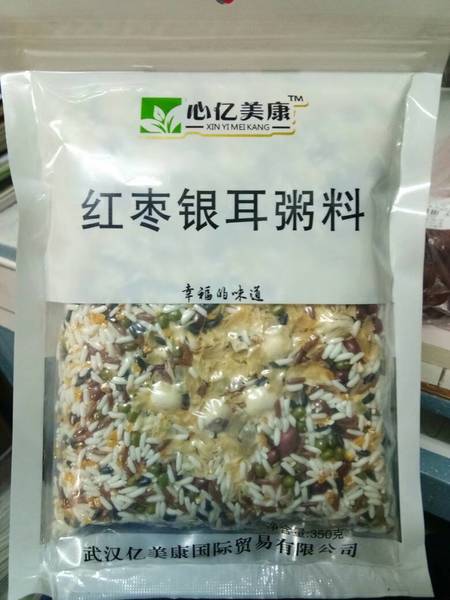 心亿美康™
XIN YI MEI KANG
红枣银耳粥料
幸福的味道
净含量:350克
武汉亿美康国际贸易有限公司